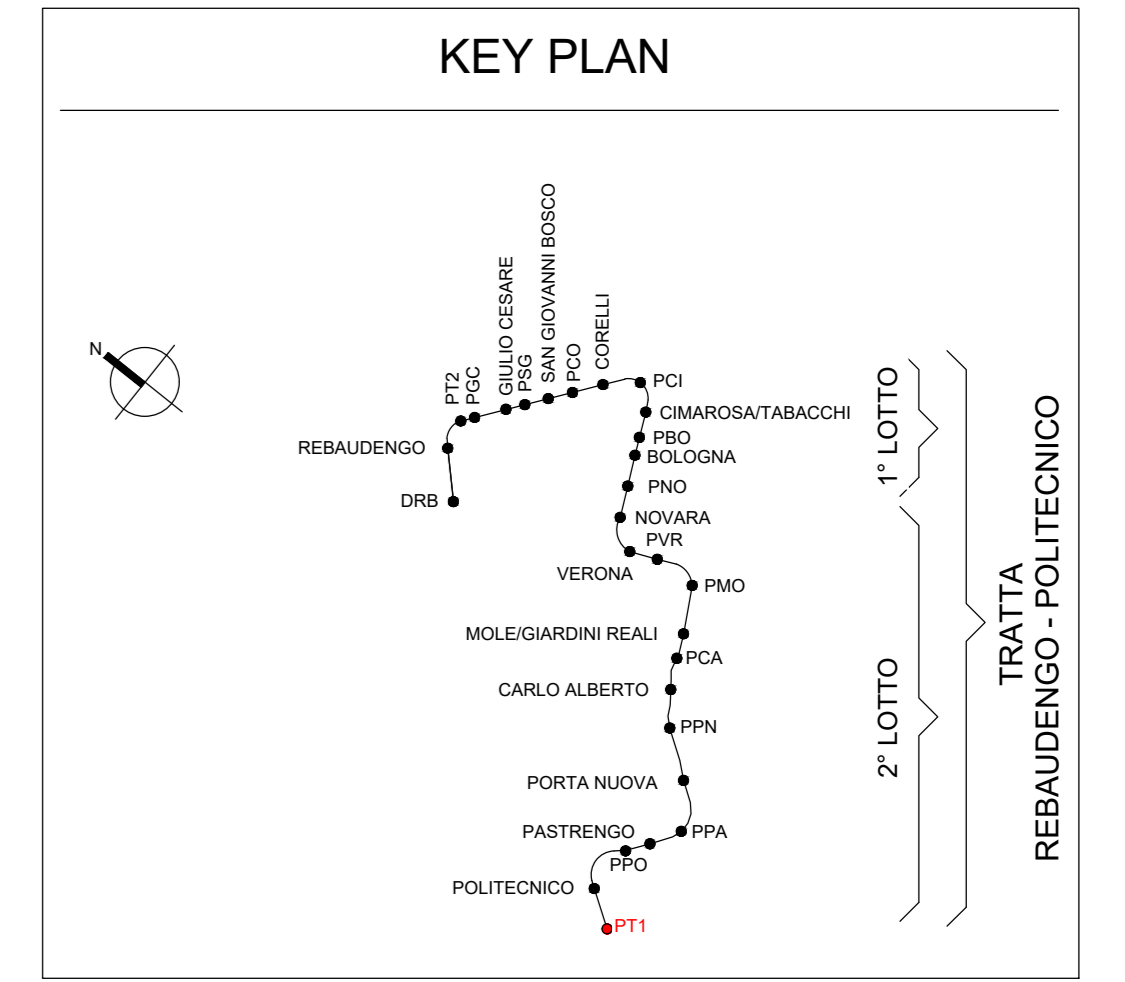 KEY PLAN
N
PT2
PGC
GIULIO CESARE
PSG
SAN GIOVANNI BOSCO
PCO
CORELLI
PCI
CIMAROSA/TABACCHI
REBAUDENGO
PBO
BOLOGNA
DRB
PNO
NOVARA
PVR
VERONA
PMO
MOLE/GIARDINI REALI
PCA
CARLO ALBERTO
PPN
PORTA NUOVA
PASTRENGO
PPA
PPO
POLITECNICO
PT1
1° LOTTO
2° LOTTO
TRATTA
REBAUDENGO - POLITECNICO